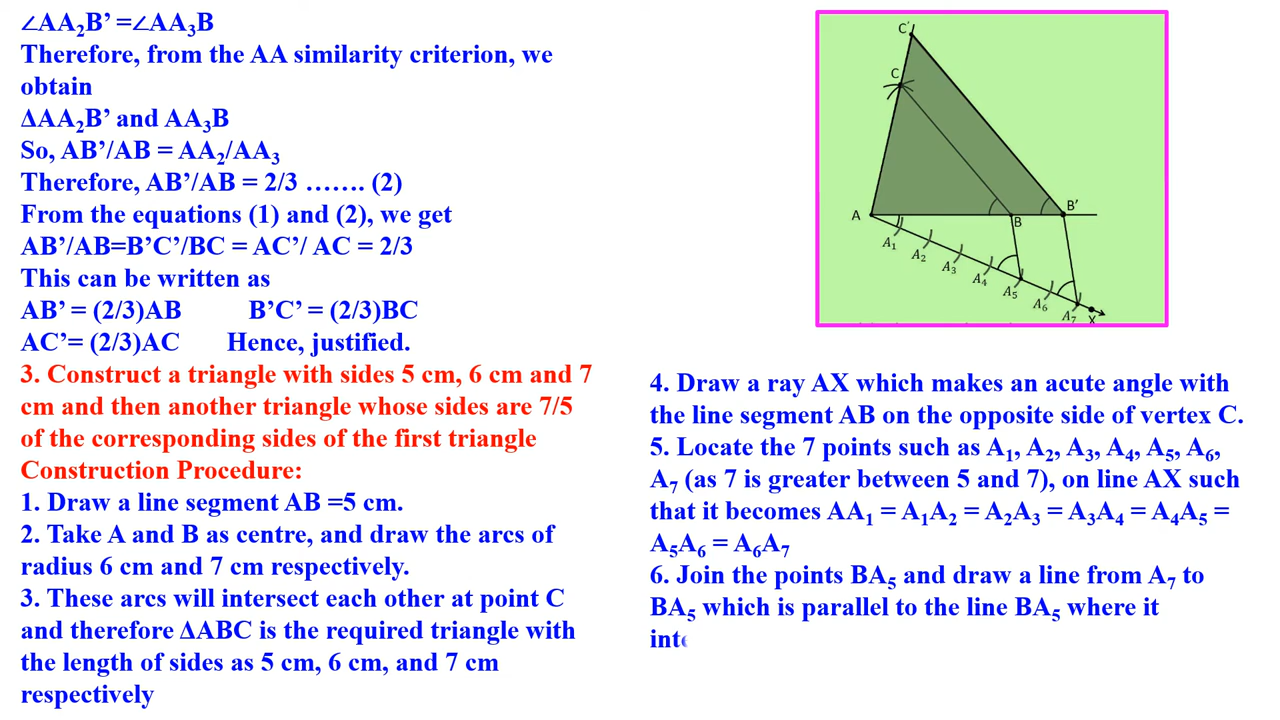 ∠AA₂B’ =∠AA₃B
Therefore, from the AA similarity criterion, we
obtain
ΔAA₂B’ and AA₃B
So, AB’/AB = AA₂/AA₃
Therefore, AB’/AB = 2/3 ……. (2)
From the equations (1) and (2), we get
AB’/AB=B’C’/BC = AC’/ AC = 2/3
This can be written as
AB’ = (2/3)AB B’C’ = (2/3)BC
AC’= (2/3)AC Hence, justified.
3. Construct a triangle with sides 5 cm, 6 cm and 7
cm and then another triangle whose sides are 7/5
of the corresponding sides of the first triangle
Construction Procedure:
1. Draw a line segment AB =5 cm.
2. Take A and B as centre, and draw the arcs of
radius 6 cm and 7 cm respectively.
3. These arcs will intersect each other at point C
and therefore ΔABC is the required triangle with
the length of sides as 5 cm, 6 cm, and 7 cm
respectively
C'
C
A
B
B'
A₁
A₂
A₃
A₄
A₅
A₆
A₇
X
4. Draw a ray AX which makes an acute angle with
the line segment AB on the opposite side of vertex C.
5. Locate the 7 points such as A₁, A₂, A₃, A₄, A₅, A₆,
A₇ (as 7 is greater between 5 and 7), on line AX such
that it becomes AA₁ = A₁A₂ = A₂A₃ = A₃A₄ = A₄A₅ =
A₅A₆ = A₆A₇
6. Join the points BA₅ and draw a line from A₇ to
BA₅ which is parallel to the line BA₅ where it
int